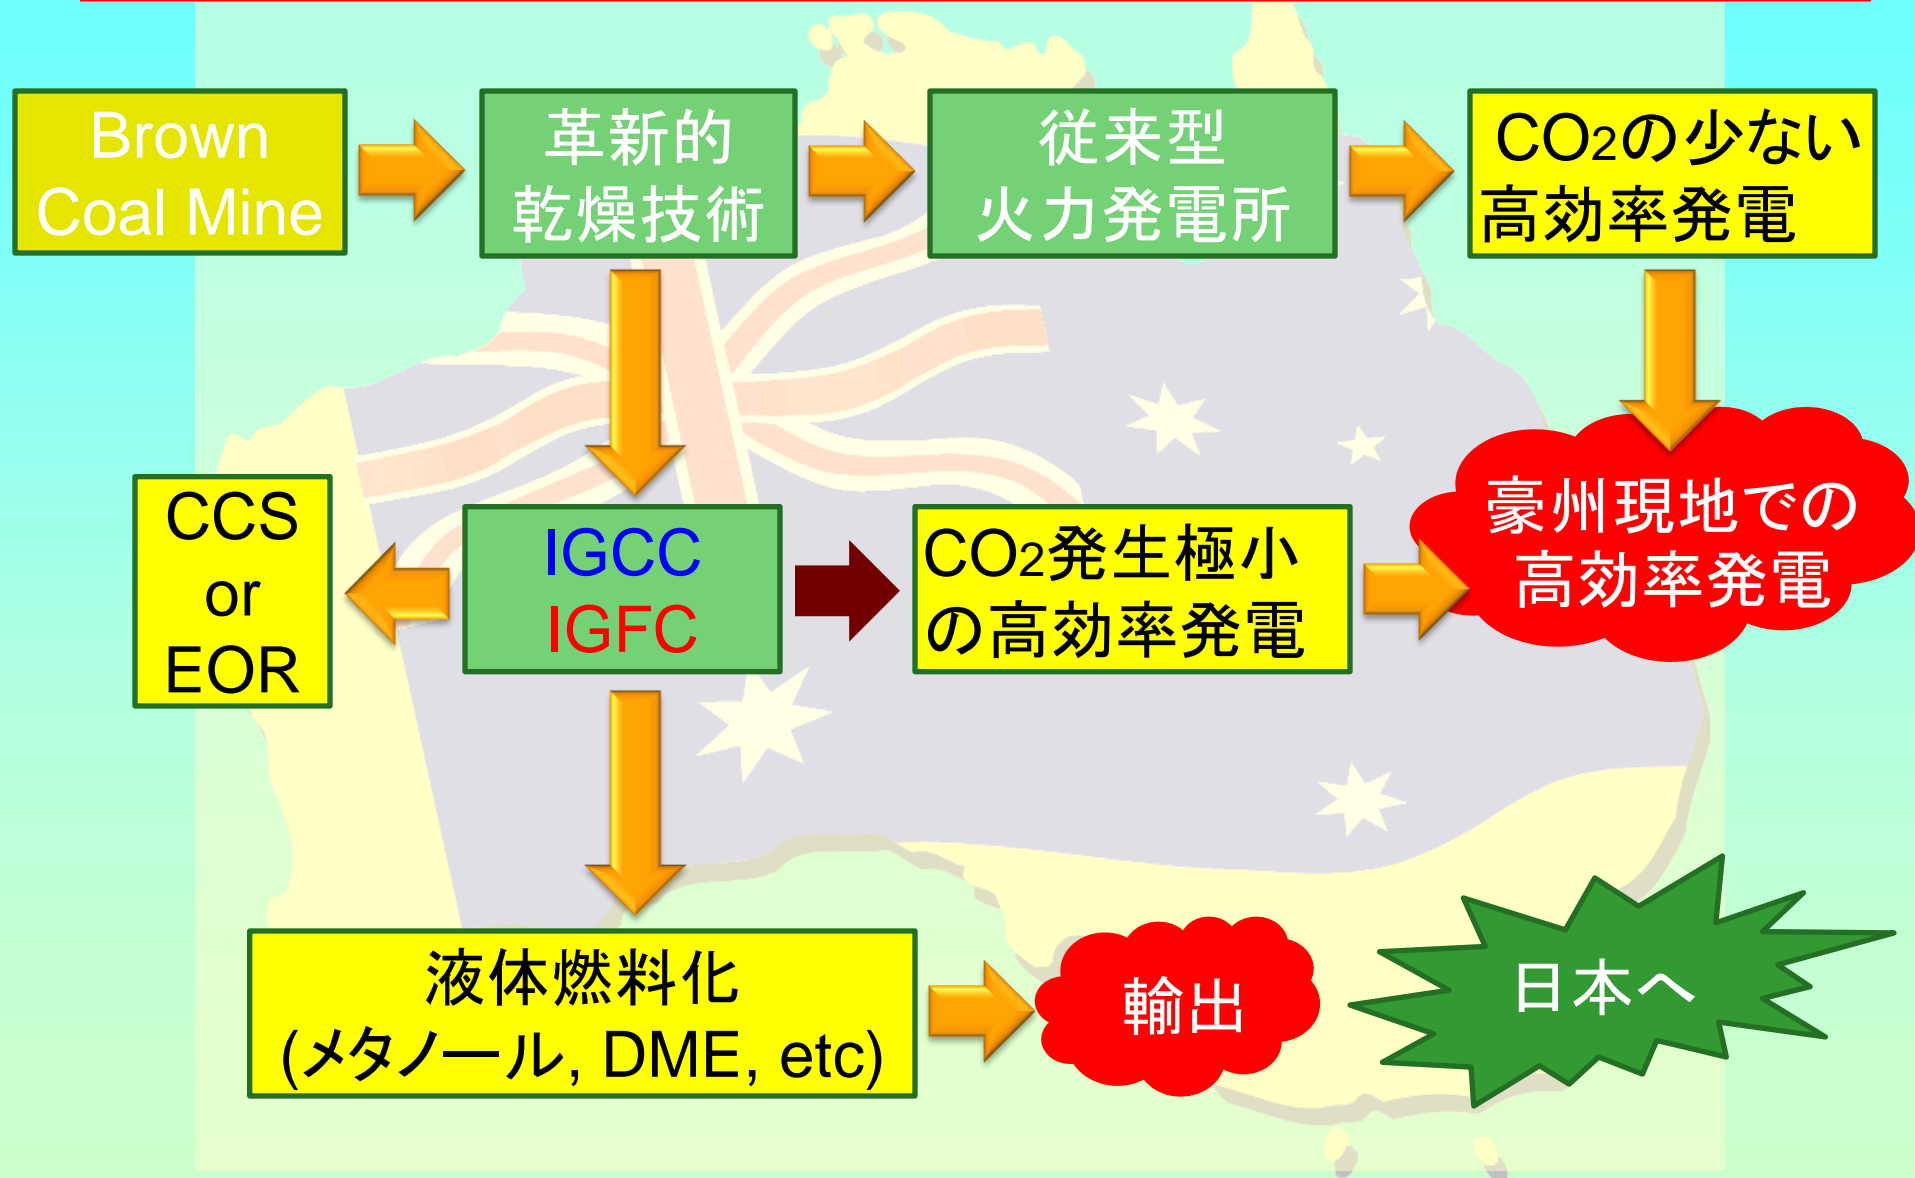 Brown
Coal Mine
革新的
乾燥技術
従来型
火力発電所
CO2の少ない
高効率発電
CCS
or
EOR
IGCC
IGFC
CO2発生極小
の高効率発電
豪州現地での
高効率発電
液体燃料化
(メタノール, DME, etc)
輸出
日本へ